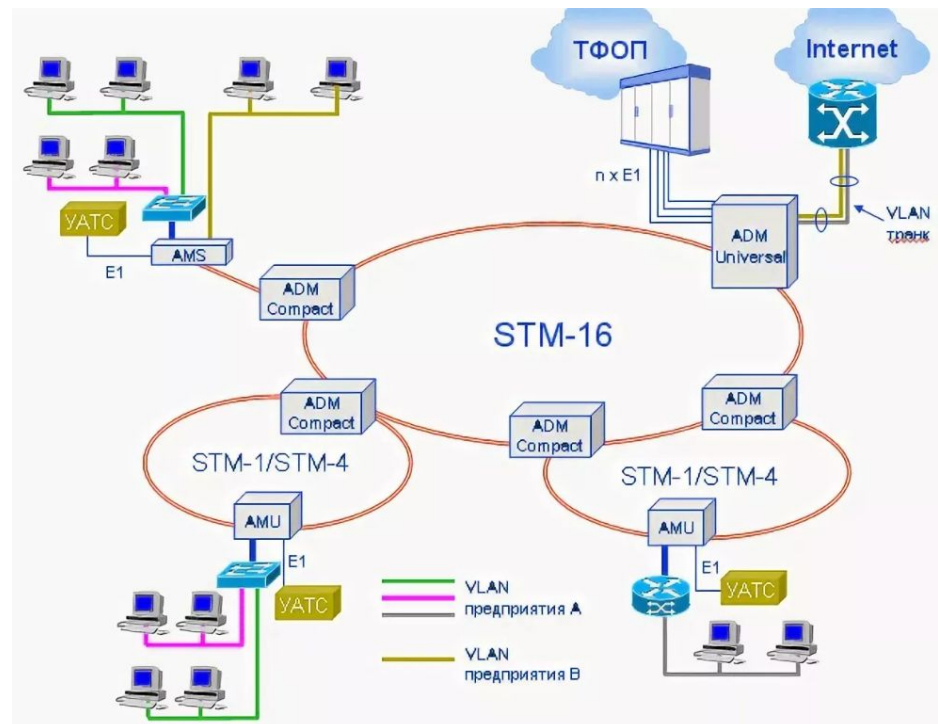 ТФОП
Internet
n x E1
VLAN
транк
УАТС
E1
AMS
ADM
Universal
ADM
Compact
STM-16
ADM
Compact
ADM
Compact
ADM
Compact
STM-1/STM-4
STM-1/STM-4
AMU
E1
УАТС
AMU
E1
УАТС
VLAN
предприятия А
VLAN
предприятия В